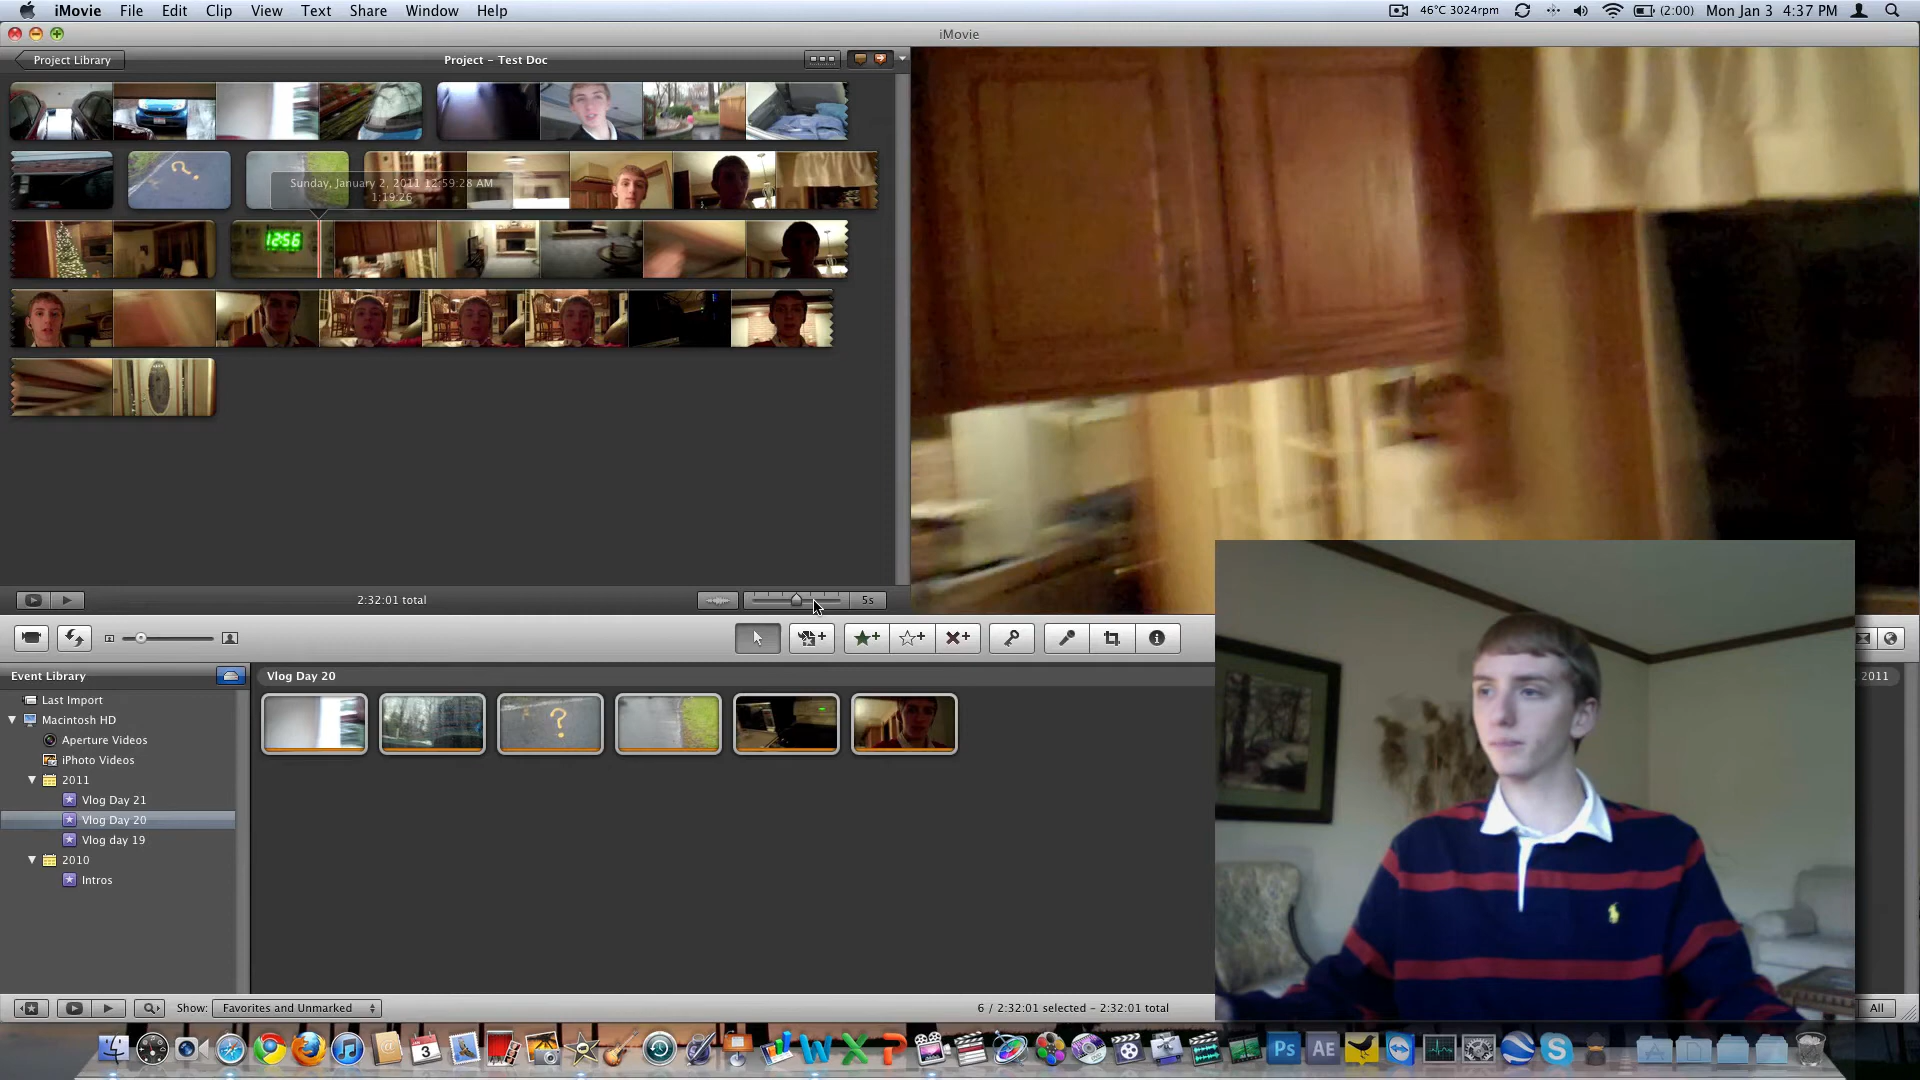 iMovie File Edit Clip View Text Share Window Help
46°C 3024rpm (2:00) Mon Jan 3 4:37 PM
iMovie
Project Library
Project - Test Doc
?
Sunday, January 2, 2011 12:59:28 AM
1:19:26
12:56
2:32:01 total
5s
Event Library
Vlog Day 20
2011
Last Import
Macintosh HD
Aperture Videos
iPhoto Videos
2011
Vlog Day 21
Vlog Day 20
Vlog day 19
2010
Intros
?
Show: Favorites and Unmarked
6 / 2:32:01 selected - 2:32:01 total
All
3
W X P
Ps AE
S